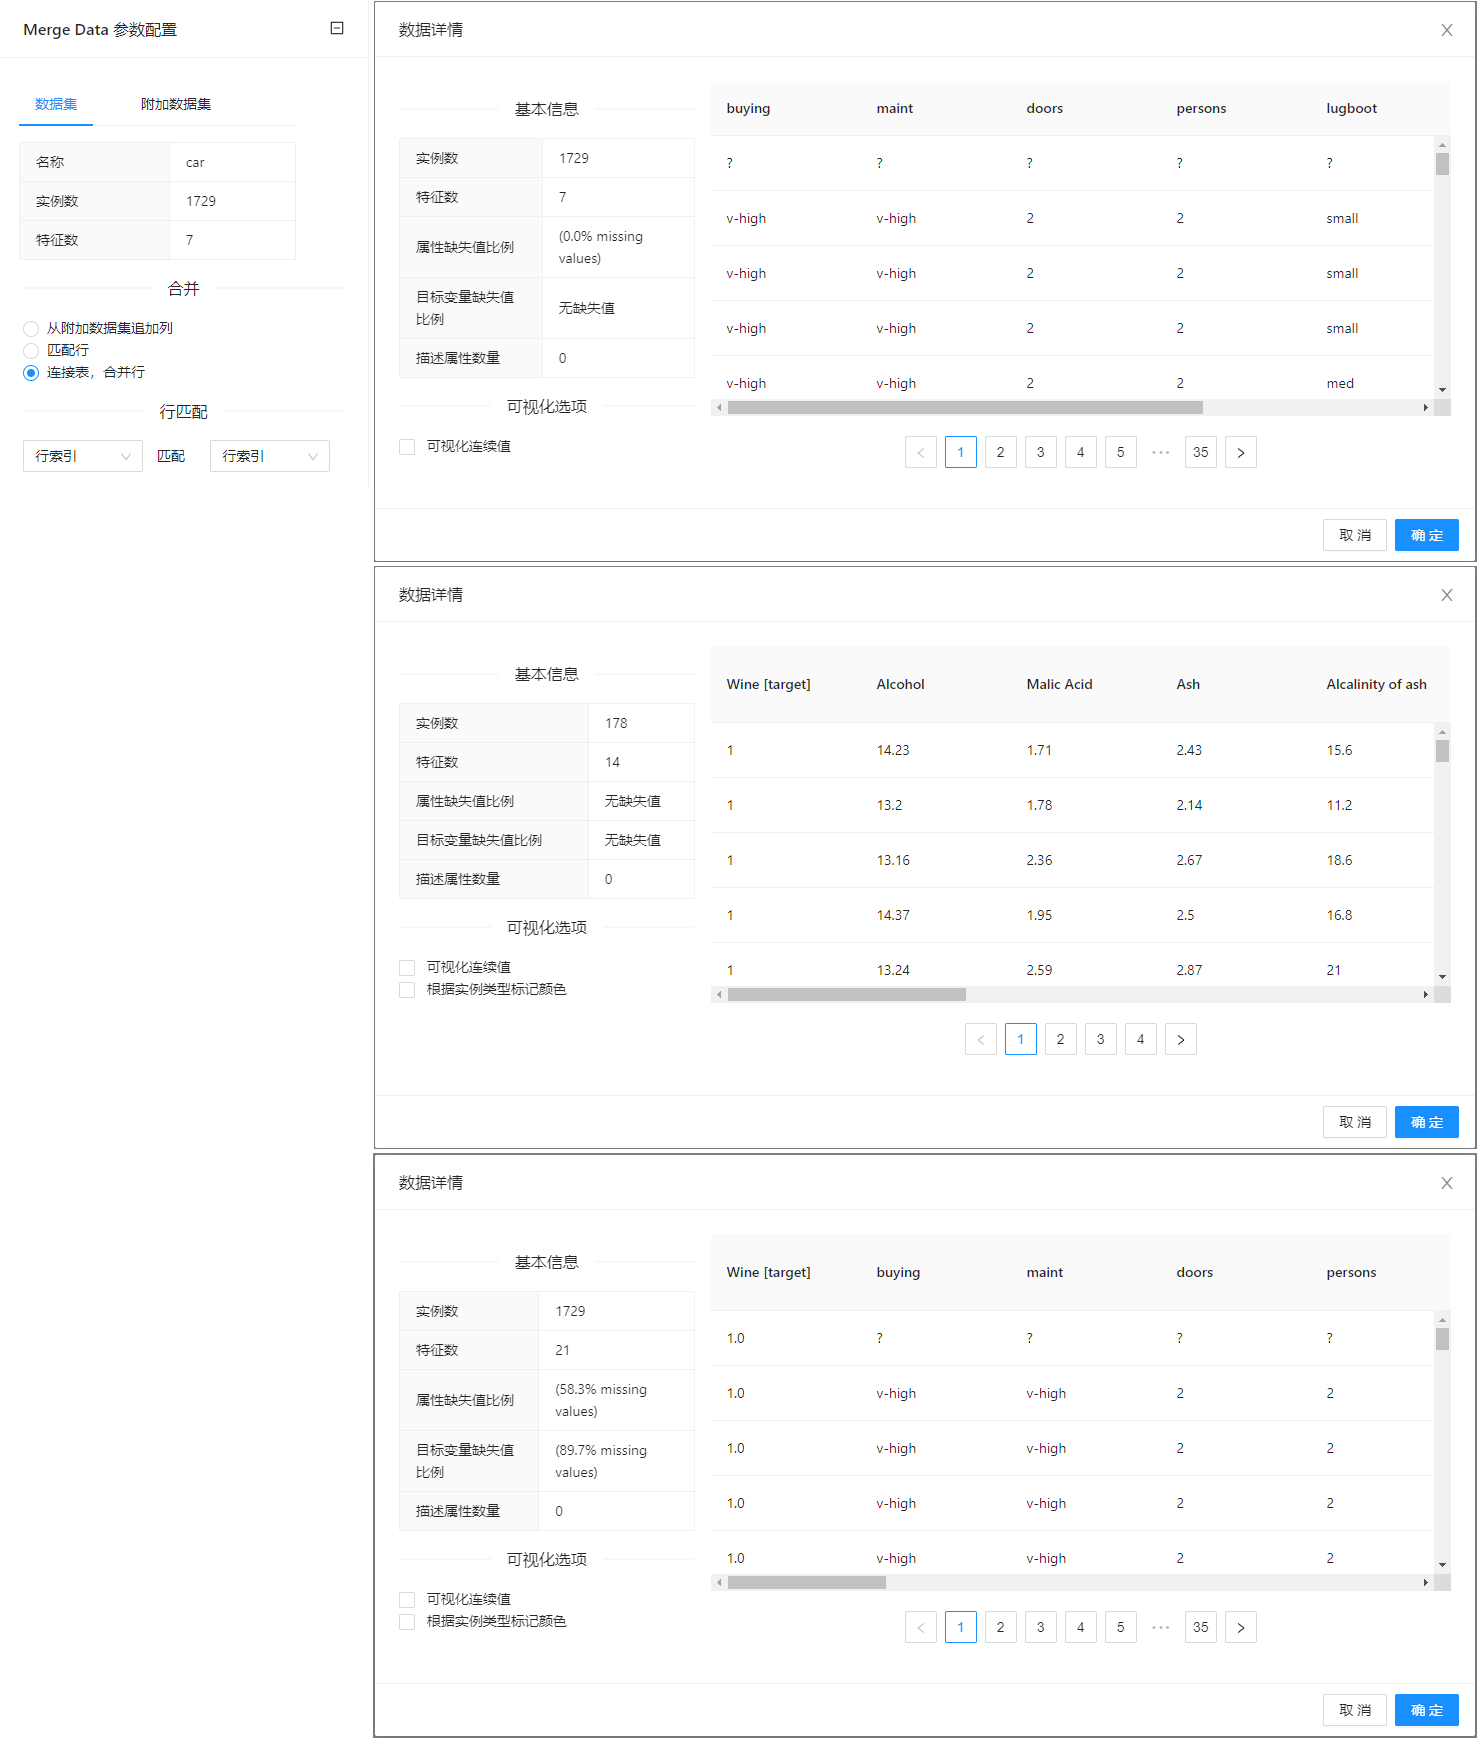 Merge Data 参数配置
数据集 附加数据集
名称 car
实例数 1729
特征数 7
合并
从附加数据集追加列
匹配行
连接表，合并行
行匹配
行索引 匹配 行索引
数据详情
基本信息
实例数 1729
特征数 7
属性缺失值比例 (0.0% missing values)
目标变量缺失值比例 无缺失值
描述属性数量 0
可视化选项
可视化连续值
buying maint doors persons lugboot
? ? ? ? ?
v-high v-high 2 2 small
v-high v-high 2 2 small
v-high v-high 2 2 small
v-high v-high 2 2 med
< 1 2 3 4 5 ••• 35 >
取 消 确 定
数据详情
基本信息
实例数 178
特征数 14
属性缺失值比例 无缺失值
目标变量缺失值比例 无缺失值
描述属性数量 0
可视化选项
可视化连续值
根据实例类型标记颜色
Wine [target] Alcohol Malic Acid Ash Alcalinity of ash
1 14.23 1.71 2.43 15.6
1 13.2 1.78 2.14 11.2
1 13.16 2.36 2.67 18.6
1 14.37 1.95 2.5 16.8
1 13.24 2.59 2.87 21
< 1 2 3 4 >
取 消 确 定
数据详情
基本信息
实例数 1729
特征数 21
属性缺失值比例 (58.3% missing values)
目标变量缺失值比例 (89.7% missing values)
描述属性数量 0
可视化选项
可视化连续值
根据实例类型标记颜色
Wine [target] buying maint doors persons
1.0 ? ? ? ?
1.0 v-high v-high 2 2
1.0 v-high v-high 2 2
1.0 v-high v-high 2 2
1.0 v-high v-high 2 2
< 1 2 3 4 5 ••• 35 >
取 消 确 定